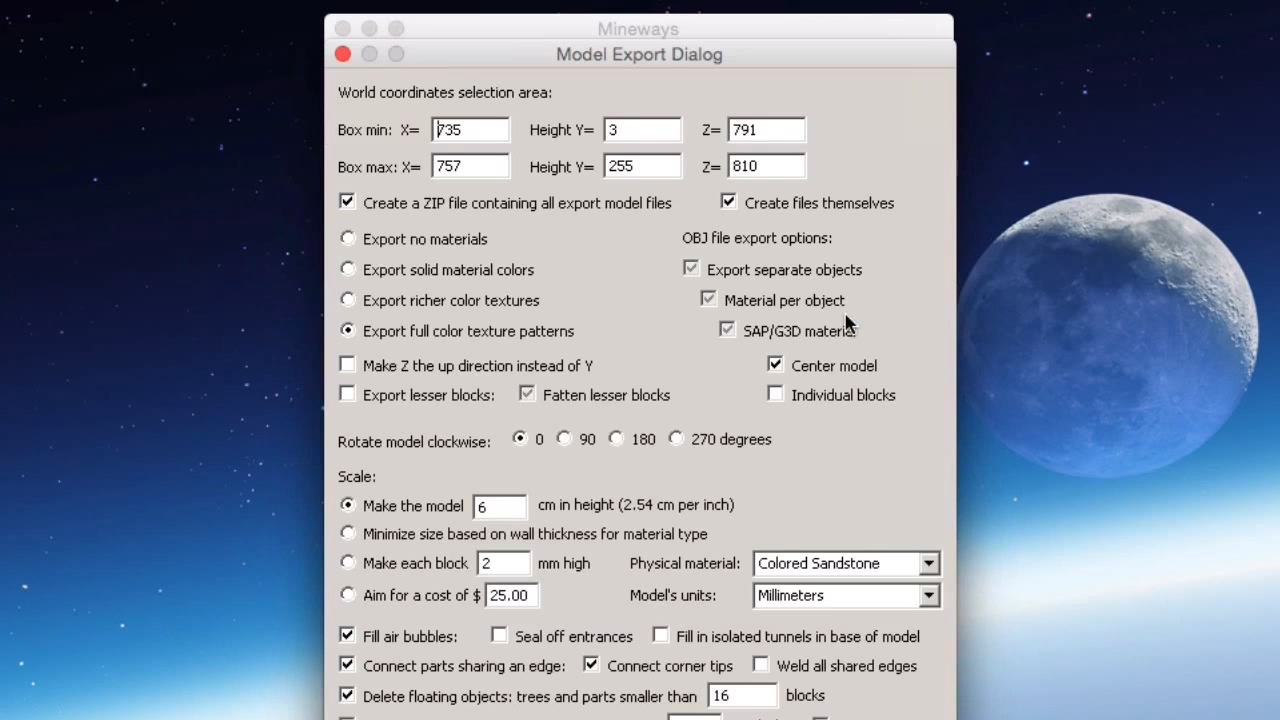 Mineways
Model Export Dialog
World coordinates selection area:
Box min: X= 735 Height Y= 3 Z= 791
Box max: X= 757 Height Y= 255 Z= 810
Create a ZIP file containing all export model files Create files themselves
Export no materials OBJ file export options:
Export solid material colors Export separate objects
Export richer color textures Material per object
Export full color texture patterns SAP/G3D material
Make Z the up direction instead of Y Center model
Export lesser blocks: Fatten lesser blocks Individual blocks
Rotate model clockwise: 0 90 180 270 degrees
Scale:
Make the model 6 cm in height (2.54 cm per inch)
Minimize size based on wall thickness for material type
Make each block 2 mm high Physical material: Colored Sandstone
Aim for a cost of $ 25.00 Model's units: Millimeters
Fill air bubbles: Seal off entrances Fill in isolated tunnels in base of model
Connect parts sharing an edge: Connect corner tips Weld all shared edges
Delete floating objects: trees and parts smaller than 16 blocks